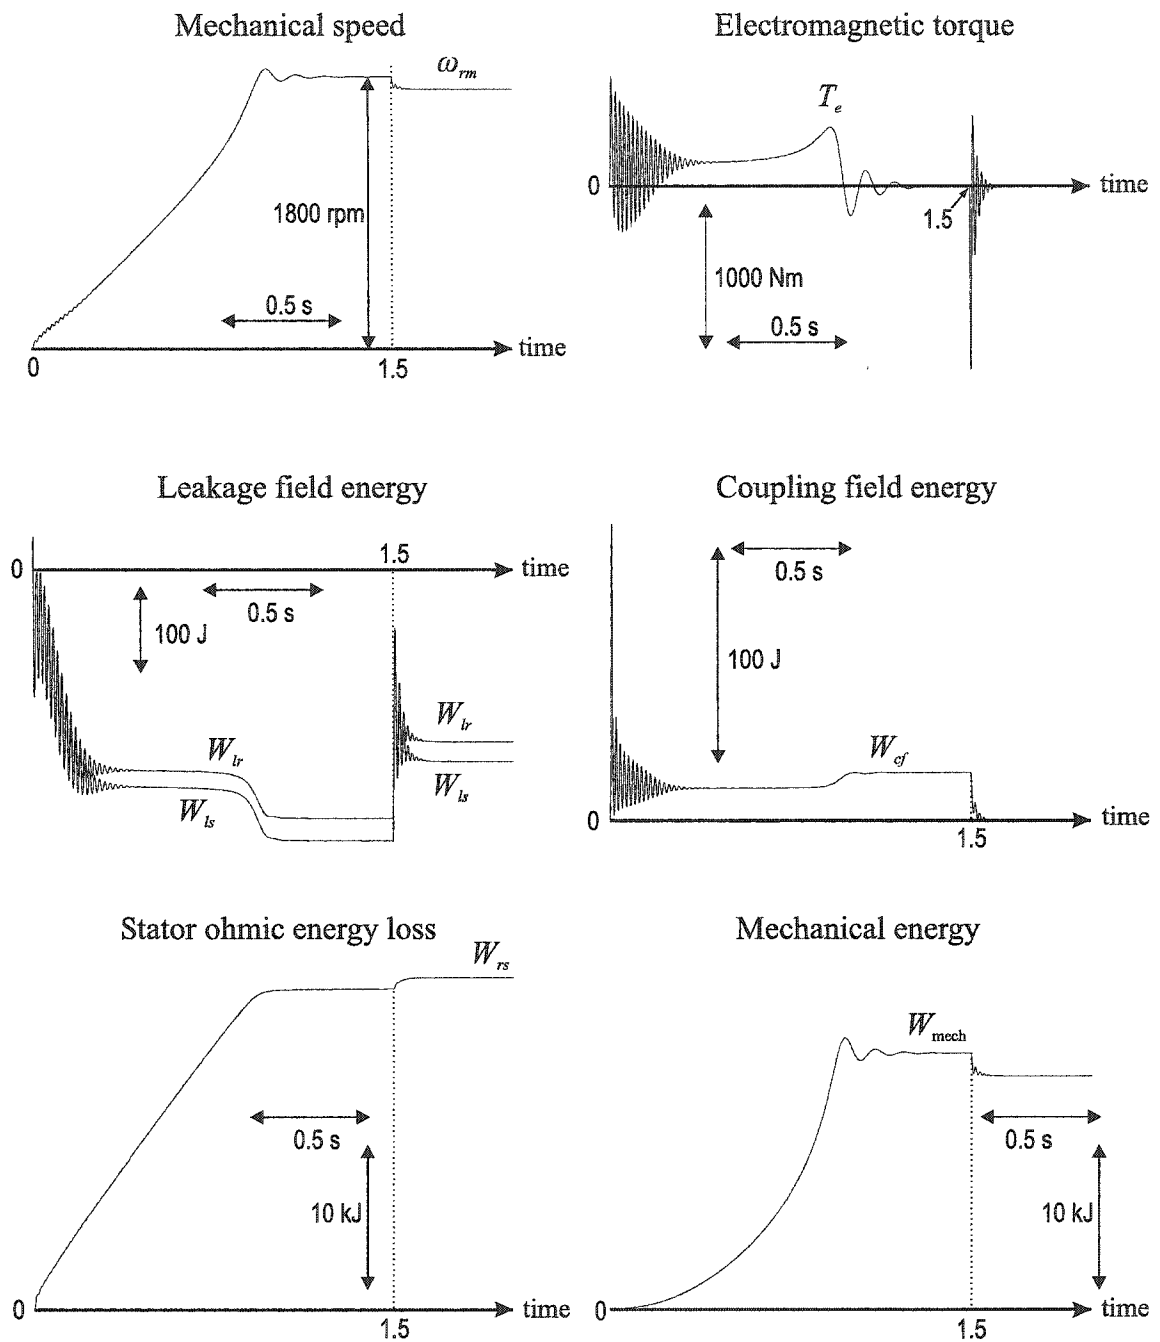 Mechanical speed
ω_rm
1800 rpm
0.5 s
time
0
1.5
Electromagnetic torque
T_e
0
time
1.5
1000 Nm
0.5 s
Leakage field energy
1.5
0
time
0.5 s
100 J
W_lr
W_ls
W_lr
W_ls
Coupling field energy
0.5 s
100 J
W_cf
0
time
1.5
Stator ohmic energy loss
W_rs
0.5 s
10 kJ
0
time
1.5
Mechanical energy
W_mech
0.5 s
10 kJ
0
time
1.5